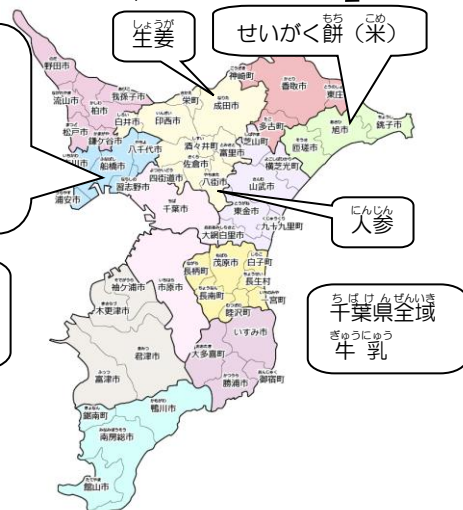 しょうが
生姜
せいがく餅（米）
もち
こめ
にんじん
人参
ちばけんぜんいき
千葉県全域
ぎゅうにゅう
牛乳
野田市
流山市
柏市
我孫子市
松戸市
鎌ケ谷市
白井市
印西市
栄町
成田市
神崎町
香取市
東庄
銚子市
旭市
匝瑳市
多古町
芝山町
横芝光町
酒々井町
富里市
八千代市
佐倉市
四街道市
八街市
山武市
船橋市
習志野市
浦安市
千葉市
東金市
九十九里町
大網白里市
市原市
茂原市
白子町
長柄町
長生村
長南町
睦沢町
袖ケ浦市
木更津市
いすみ市
君津市
大多喜町
富津市
勝浦市
御宿町
鋸南町
鴨川市
南房総市
館山市